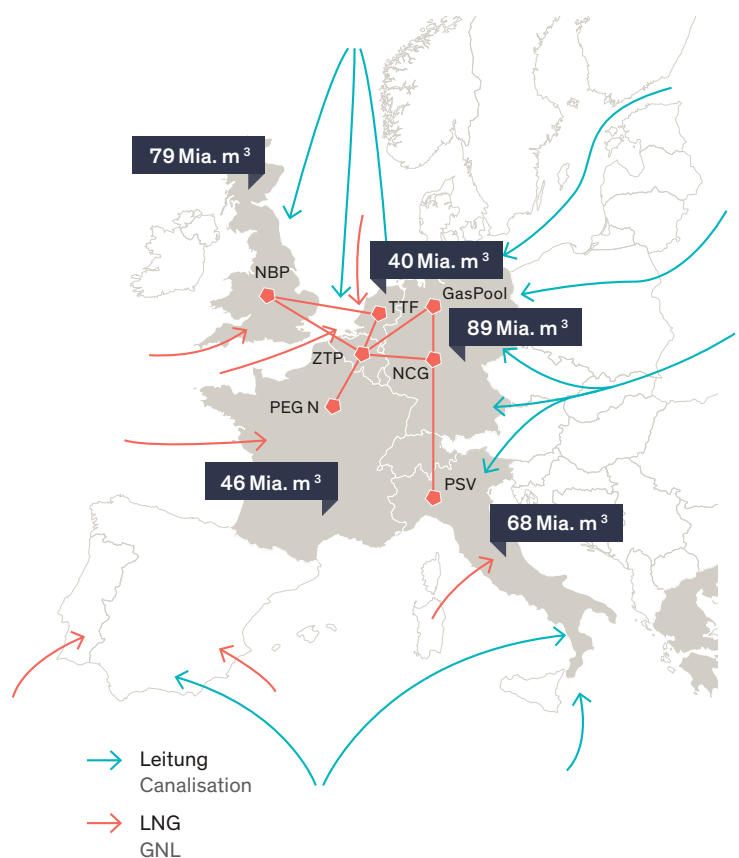 79 Mia. m³
40 Mia. m³
NBP
GasPool
TTF
89 Mia. m³
ZTP
NCG
PEG N
46 Mia. m³
PSV
68 Mia. m³
Leitung
Canalisation
LNG
GNL